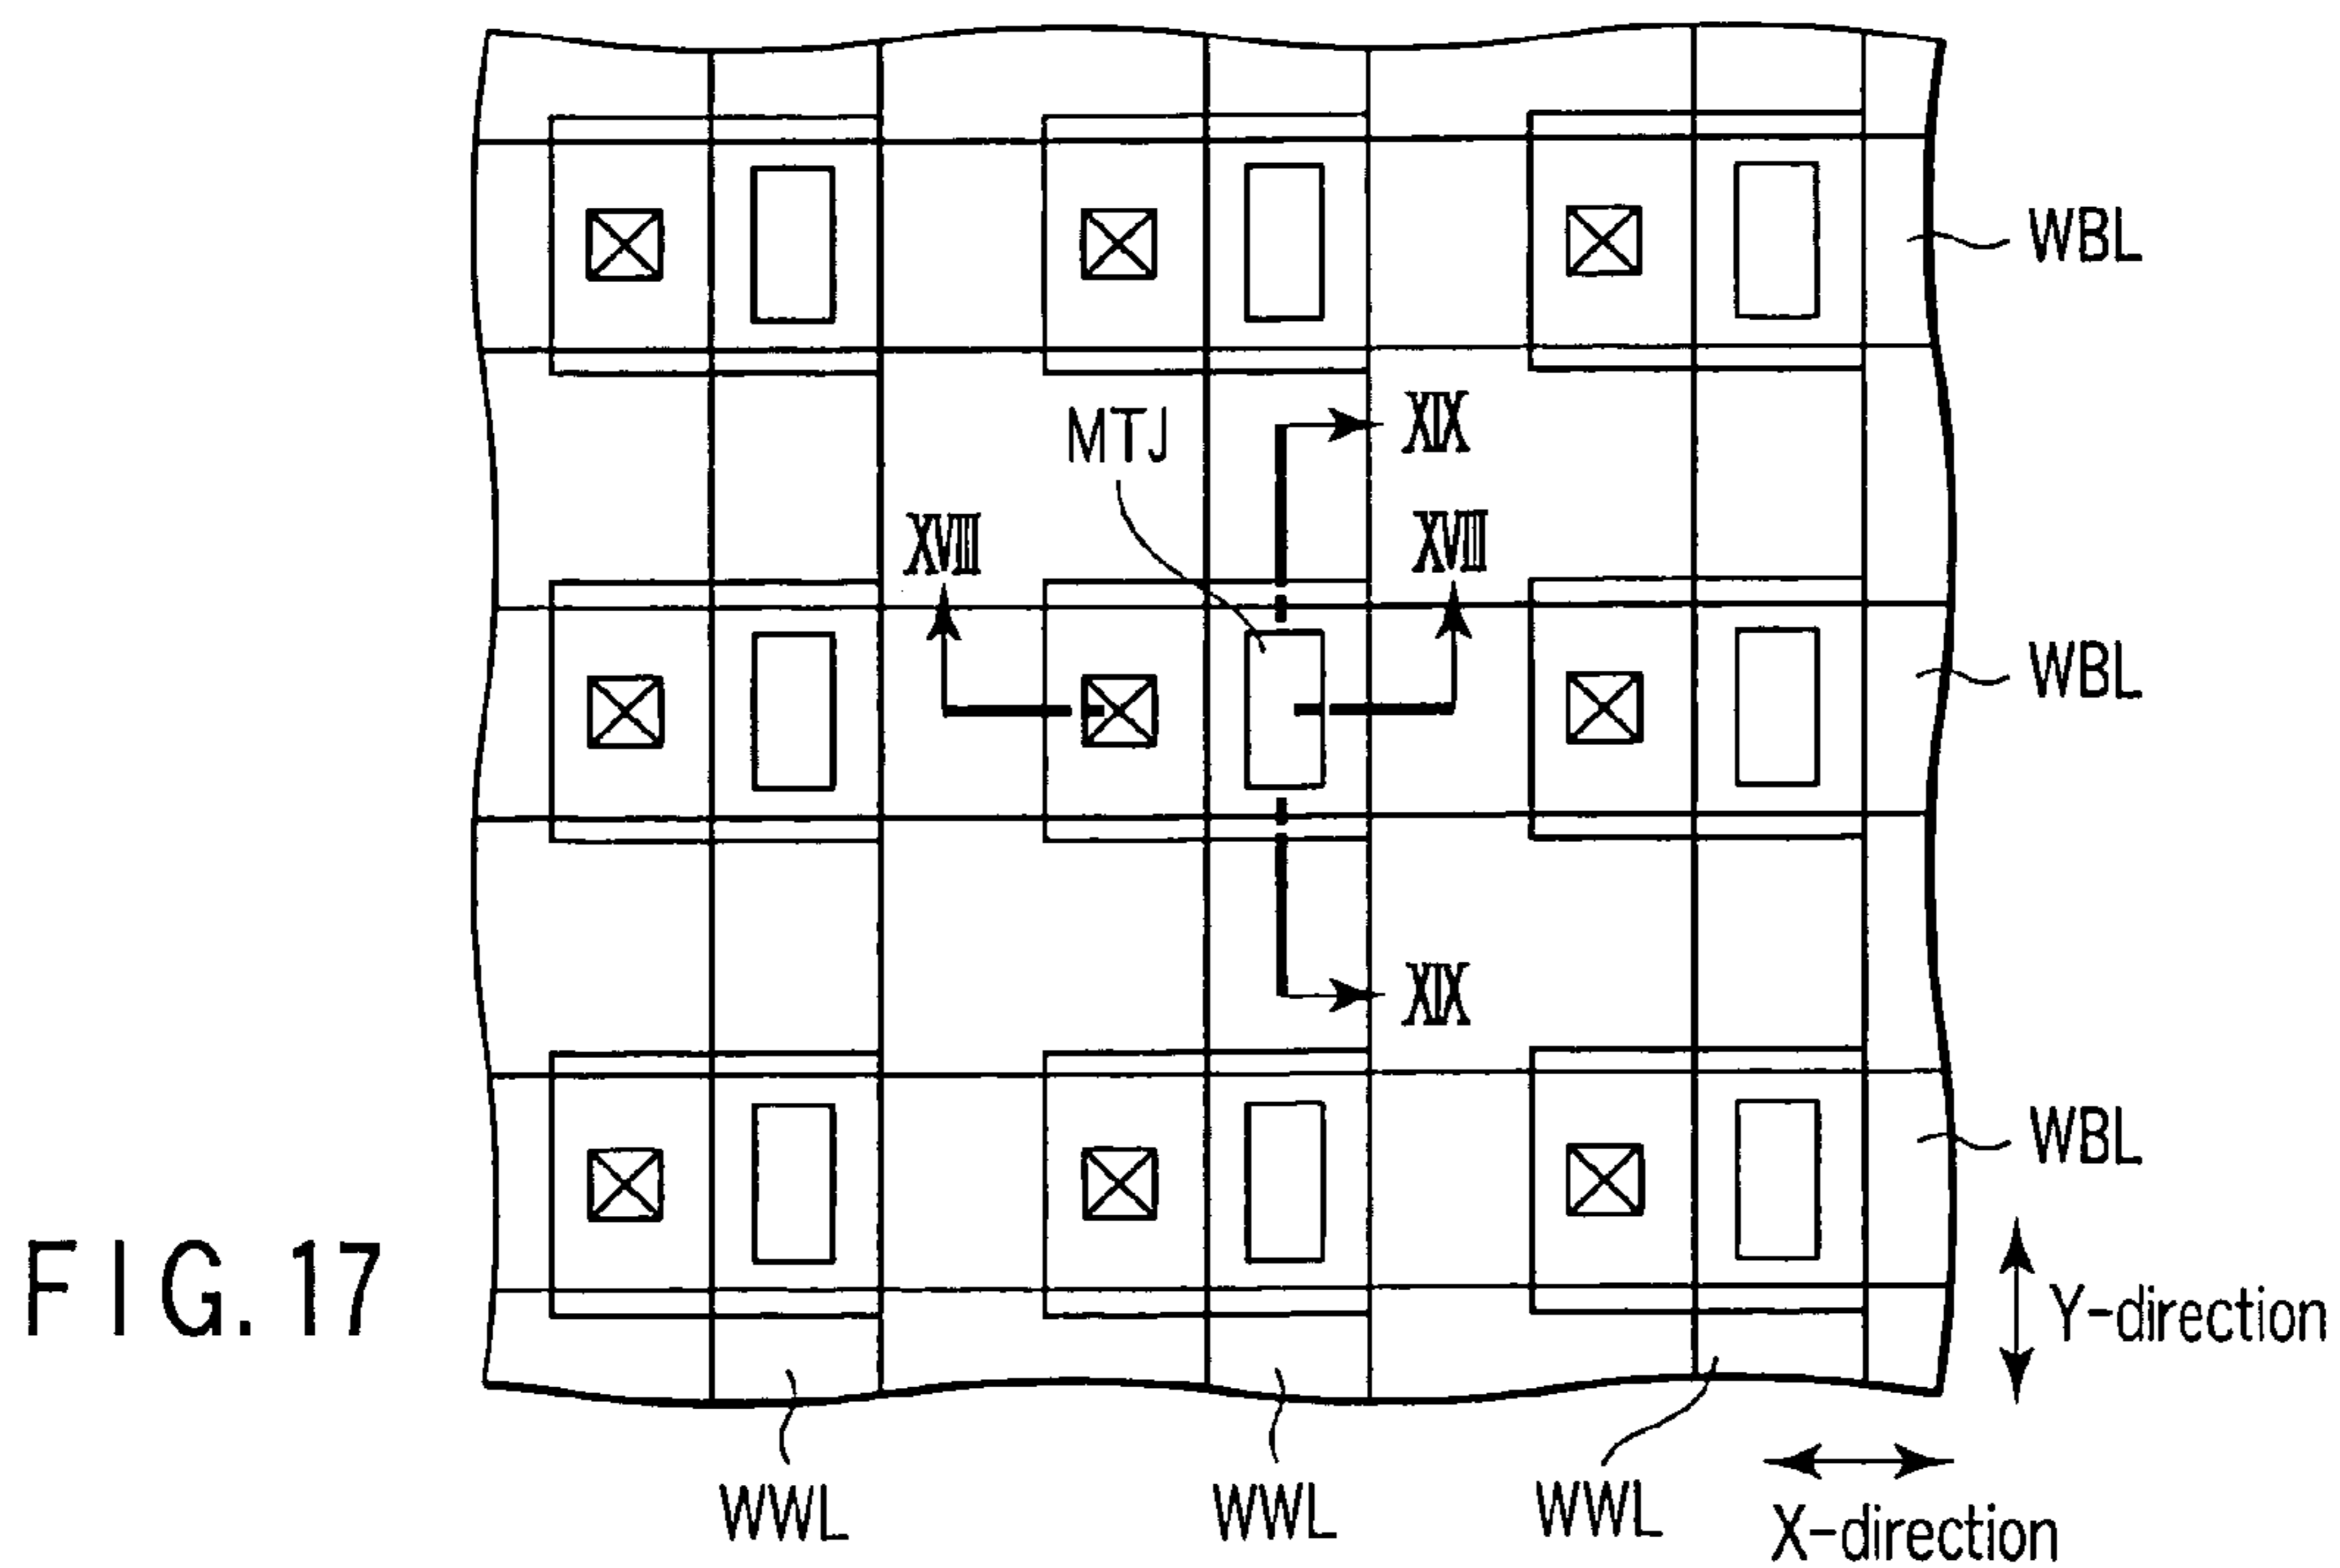 WBL
XIX
MTJ
XVIII
XVIII
WBL
XIX
WBL
FIG. 17
Y-direction
WWL
WWL
WWL
X-direction